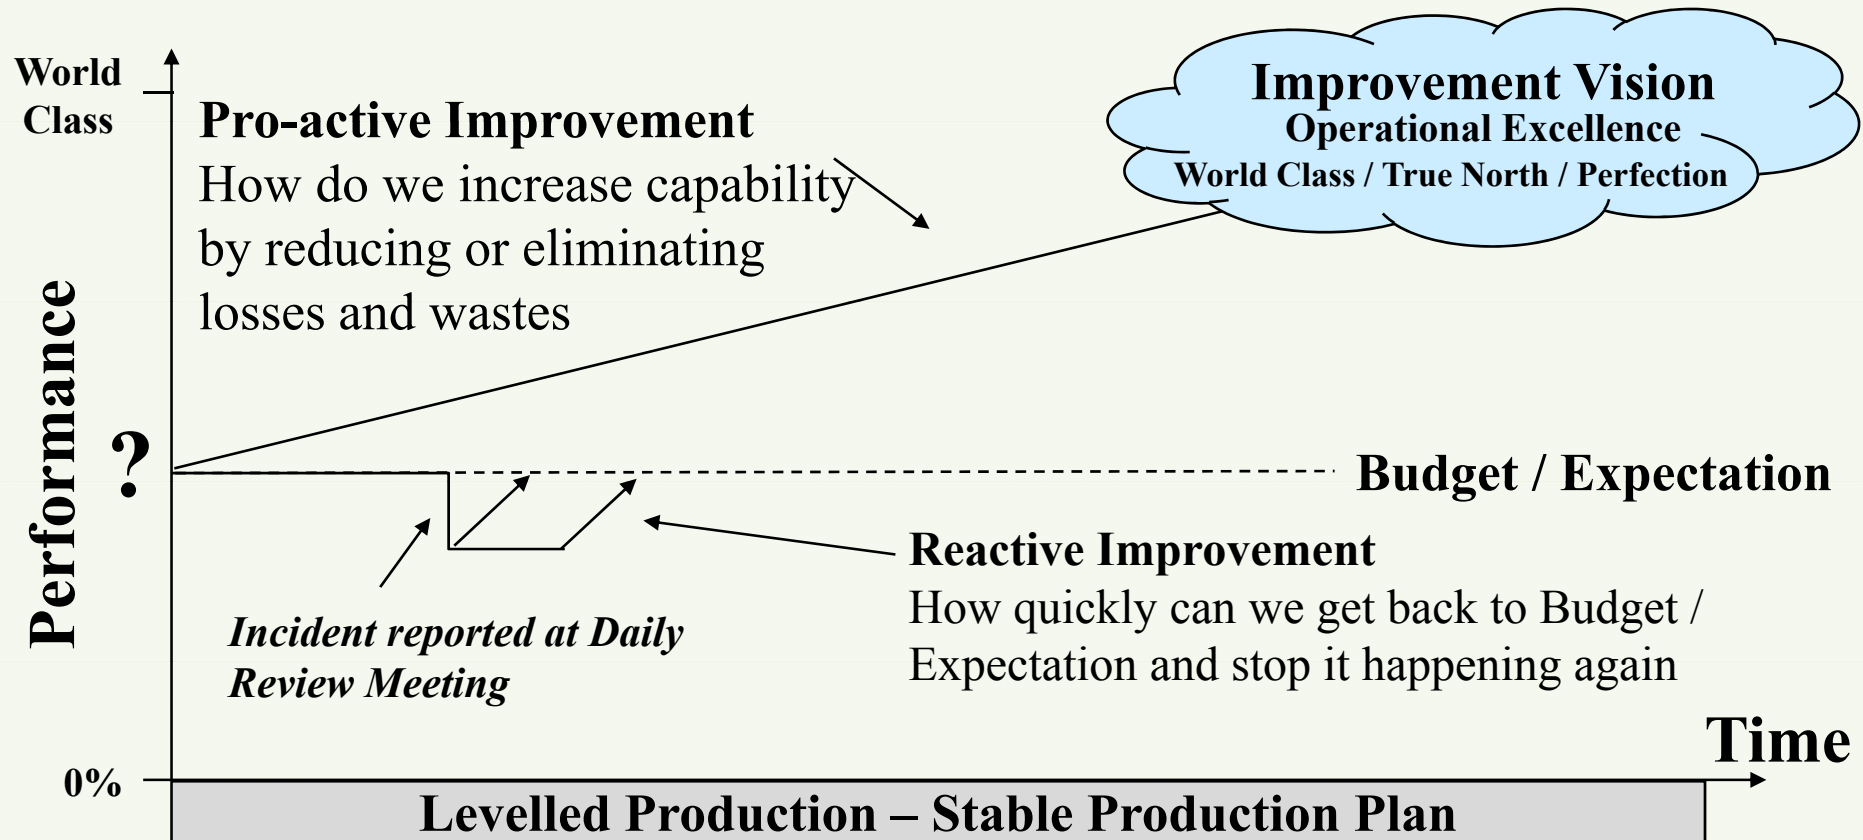 World
Class
Pro-active Improvement
How do we increase capability
by reducing or eliminating
losses and wastes
Improvement Vision
Operational Excellence
World Class / True North / Perfection
Performance
?
Budget / Expectation
Reactive Improvement
How quickly can we get back to Budget /
Expectation and stop it happening again
Incident reported at Daily
Review Meeting
Time
0%
Levelled Production – Stable Production Plan